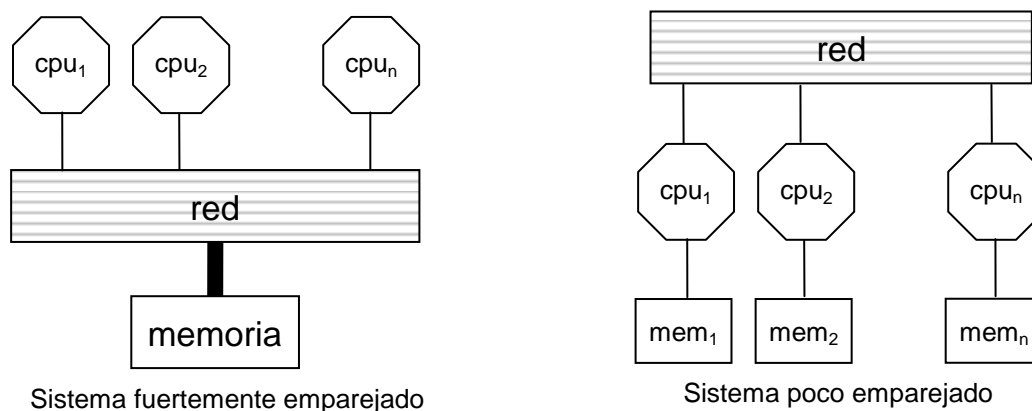 cpu₁ cpu₂ cpuₙ
red
memoria
Sistema fuertemente emparejado
red
cpu₁ cpu₂ cpuₙ
mem₁ mem₂ memₙ
Sistema poco emparejado